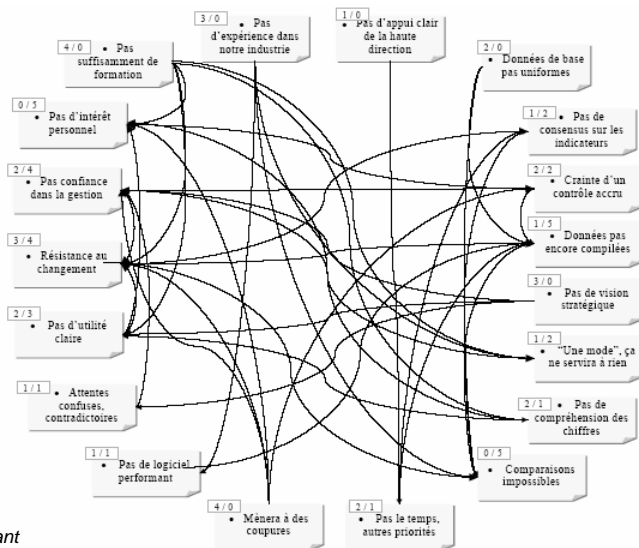 3 / 0
• Pas
d'expérience dans
notre industrie
1 / 0
• Pas d'appui clair
de la haute
direction
4 / 0
• Pas
suffisamment de
formation
2 / 0
• Données de base
pas uniformes
0 / 5
• Pas d'intérêt
personnel
1 / 2
• Pas de
consensus sur les
indicateurs
2 / 4
• Pas confiance
dans la gestion
2 / 2
• Crainte d'un
contrôle accru
3 / 4
• Résistance au
changement
1 / 5
• Données pas
encore compilées
2 / 3
• Pas d'utilité
claire
3 / 0
• Pas de vision
stratégique
1 / 2
• "Une mode", ça
ne servira à rien
1 / 1
• Attentes
confuses,
contradictoires
2 / 1
• Pas de
compréhension des
chiffres
1 / 1
• Pas de logiciel
performant
0 / 5
• Comparaisons
impossibles
4 / 0
• Mènera à des
coupures
2 / 1
• Pas le temps,
autres priorités
ant